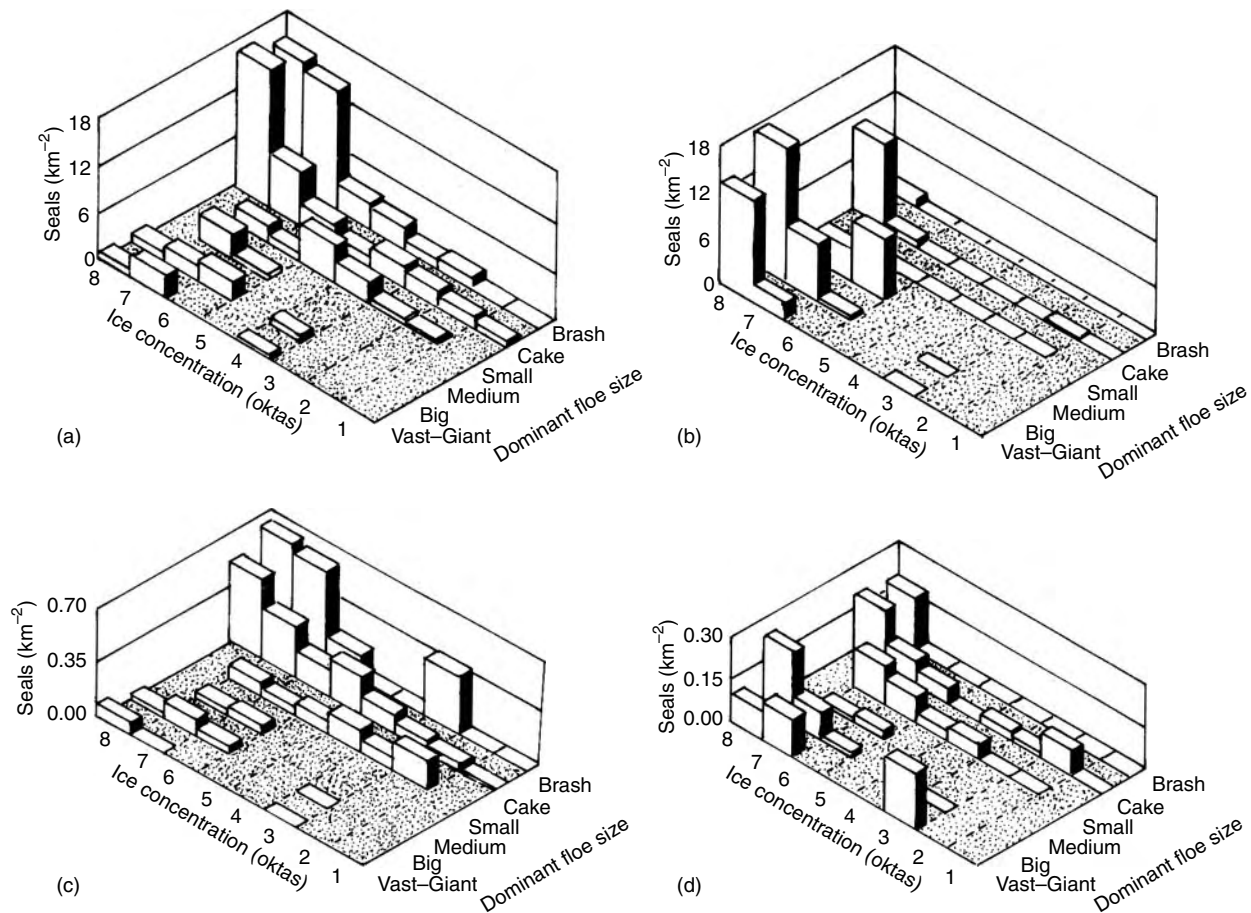 18
12
6
0
Seals (km−2)
8
7
6
5
4
3
2
1
Ice concentration (oktas)
Brash
Cake
Small
Medium
Big
Vast–Giant
Dominant floe size
(a)
18
12
6
0
Seals (km−2)
8
7
6
5
4
3
2
1
Ice concentration (oktas)
Brash
Cake
Small
Medium
Big
Vast–Giant
Dominant floe size
(b)
0.70
0.35
0.00
Seals (km−2)
8
7
6
5
4
3
2
1
Ice concentration (oktas)
Brash
Cake
Small
Medium
Big
Vast–Giant
Dominant floe size
(c)
0.30
0.15
0.00
Seals (km−2)
8
7
6
5
4
3
2
1
Ice concentration (oktas)
Brash
Cake
Small
Medium
Big
Vast–Giant
Dominant floe size
(d)